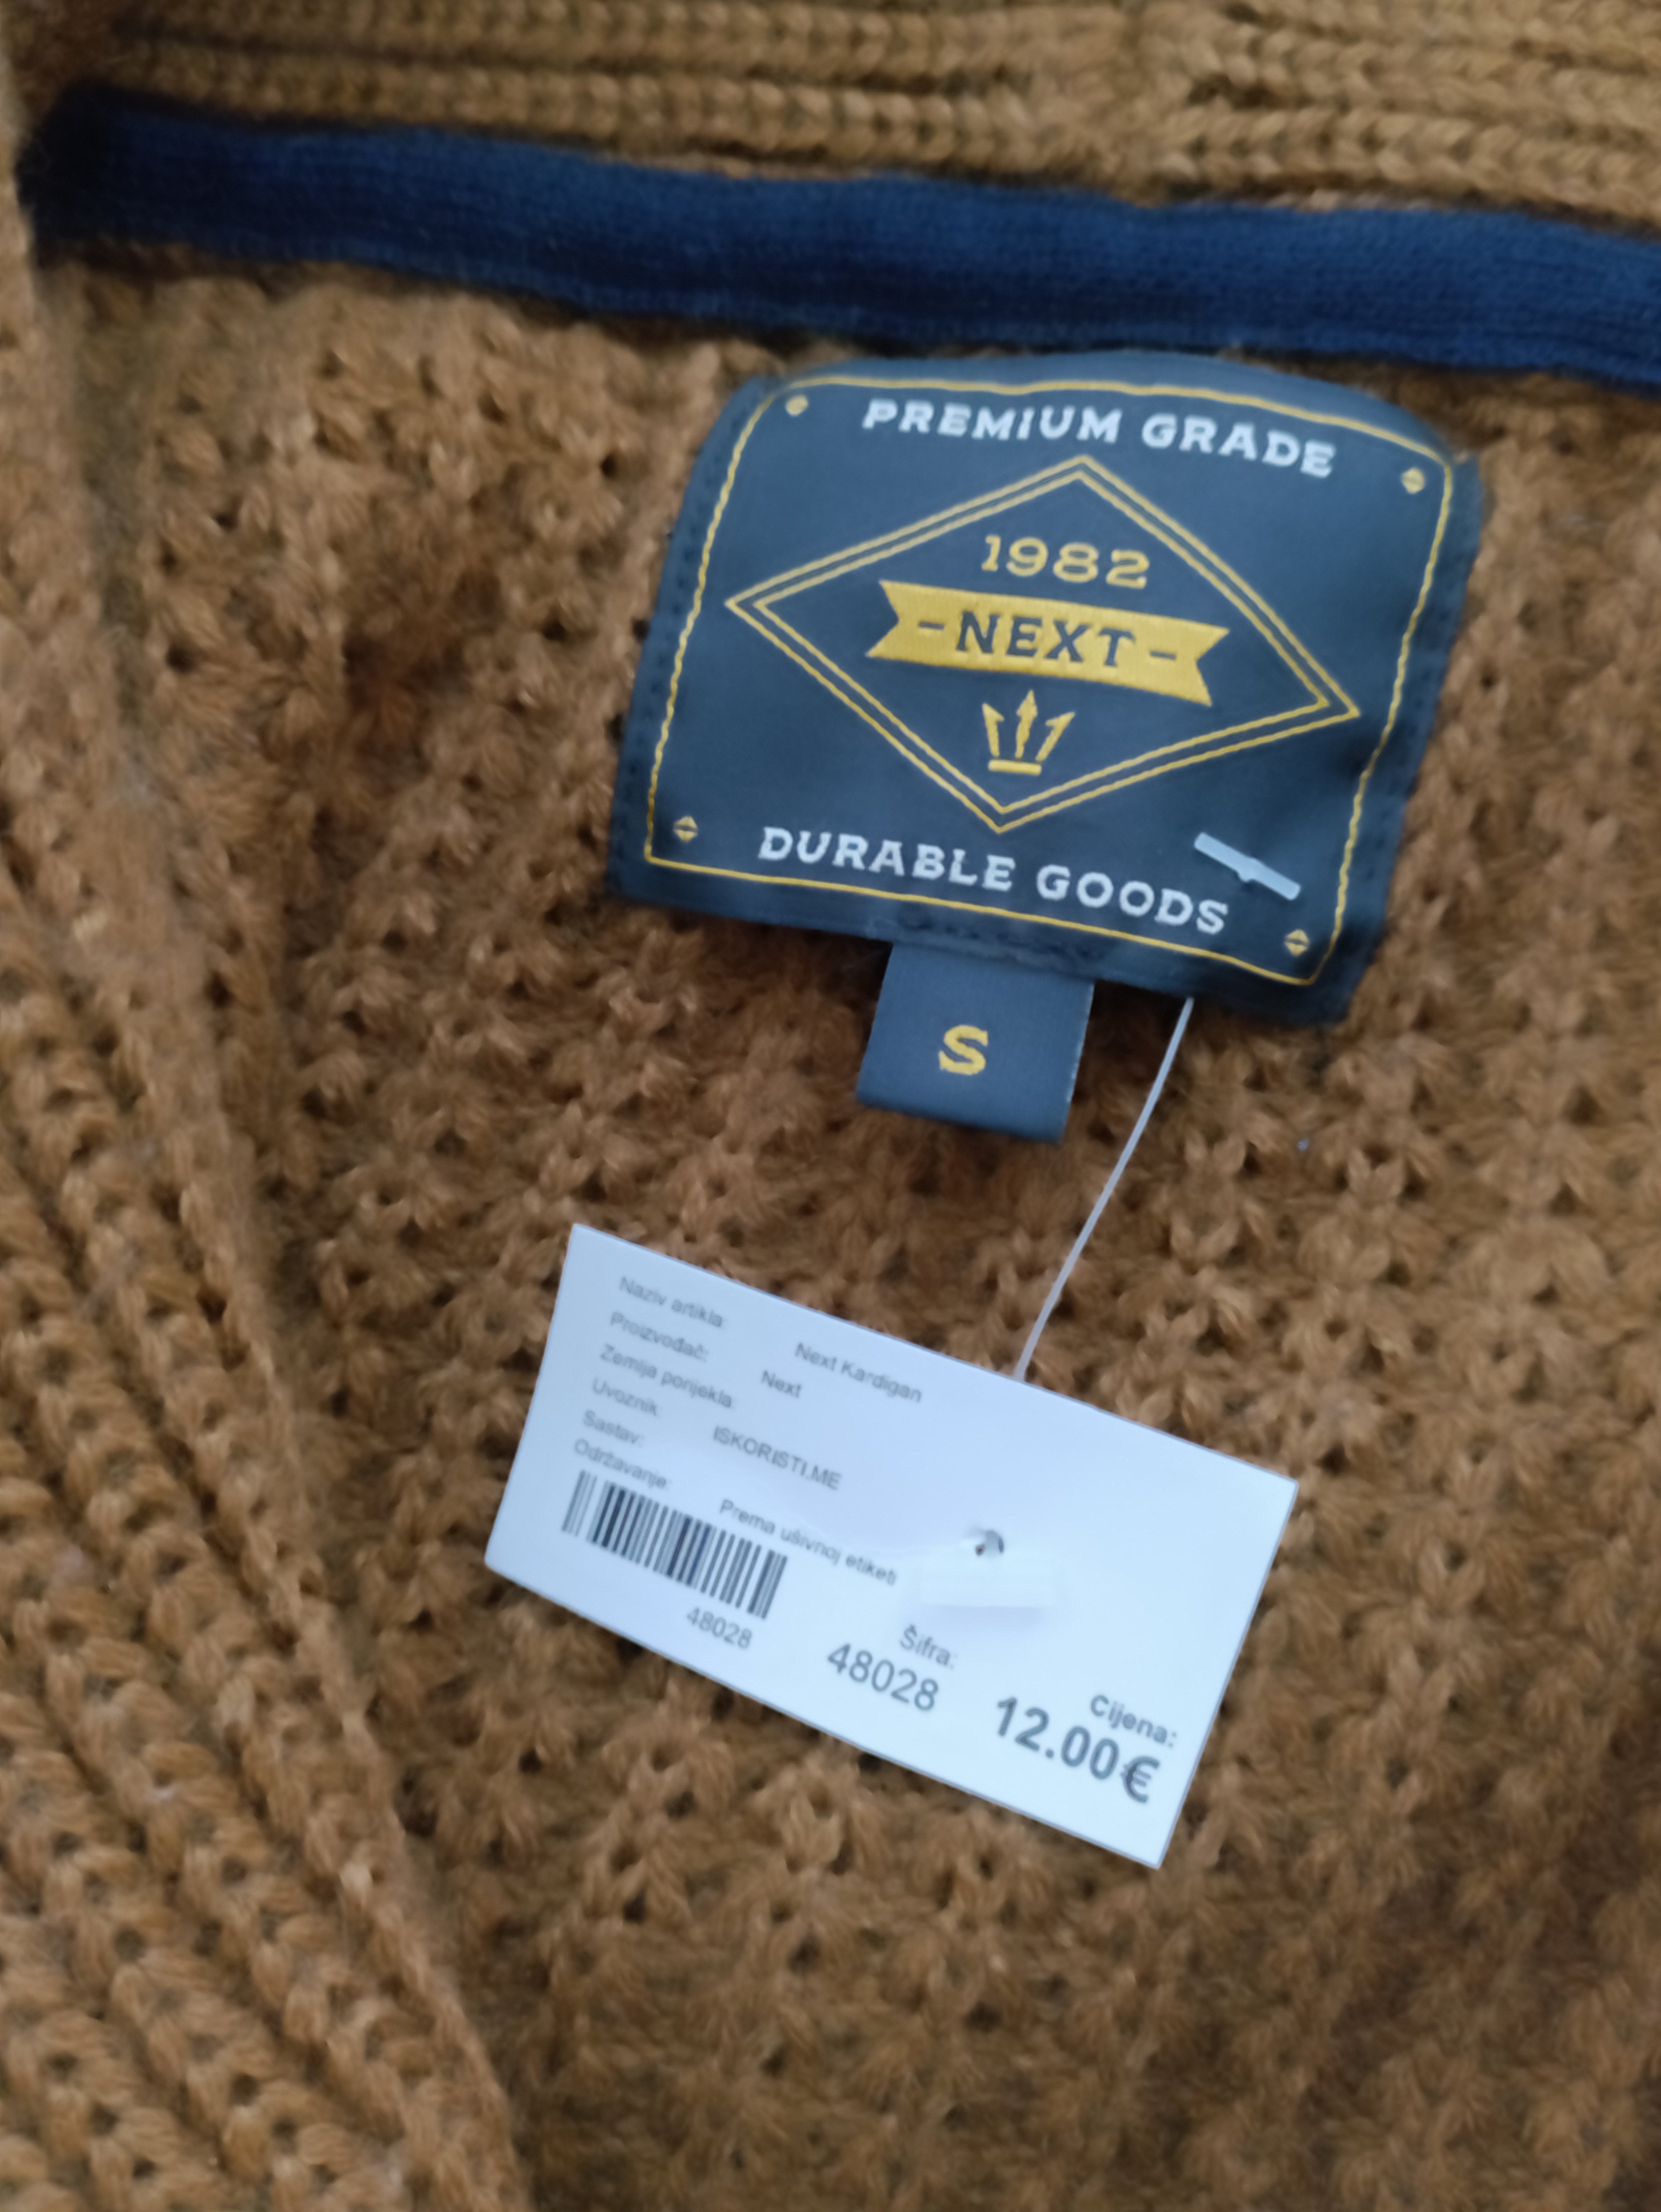 PREMIUM GRADE
1982
-NEXT-
DURABLE GOODS
S
Naziv artikla: Next Kardigan
Proizvođač: Next
Zemlja porijekla:
Uvoznik: ISKORISTI.ME
Sastav:
Održavanje: Prema ušivnoj etiketi
48028
Šifra:
48028
Cijena:
12.00€